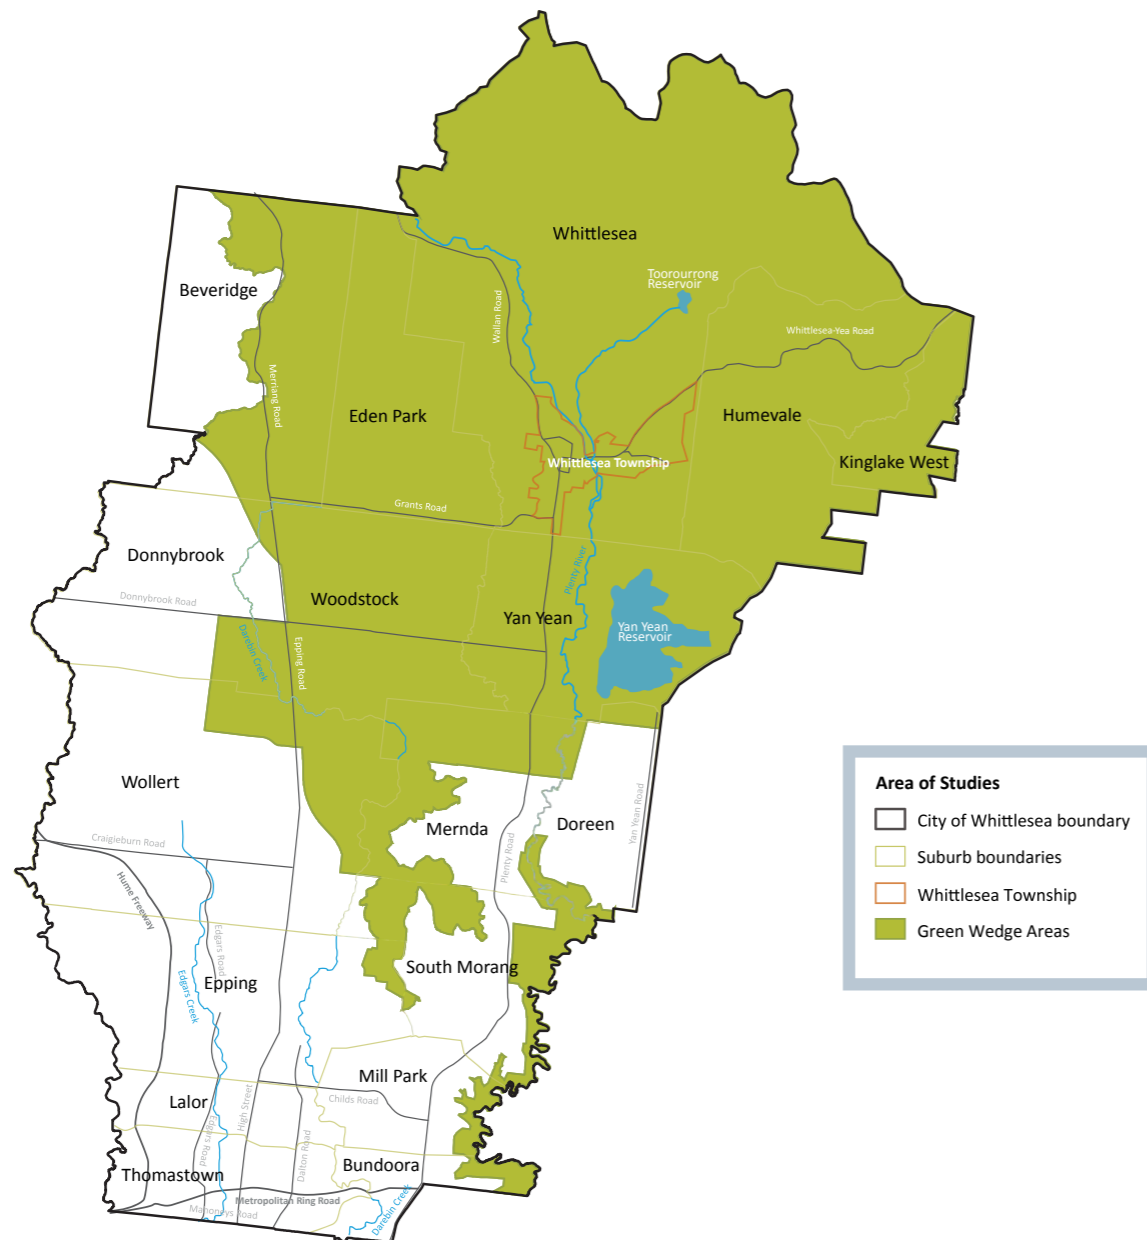 Whittlesea
Toorourrong
Reservoir
Beveridge
Wallan Road
Whittlesea-Yea Road
Merriang Road
Eden Park
Humevale
Whittlesea Township
Kinglake West
Grants Road
Donnybrook
Plenty River
Donnybrook Road
Woodstock
Yan Yean
Yan Yean
Reservoir
Darebin Creek
Epping Road
Wollert
Mernda
Doreen
Yan Yean Road
Craigieburn Road
Plenty Road
Hume Freeway
Edgars Road
South Morang
Epping
Edgars Creek
Mill Park
Lalor
High Street
Childs Road
Edgars Road
Dalton Road
Bundoora
Thomastown
Metropolitan Ring Road
Mahoneys Road
Darebin Creek
Area of Studies
City of Whittlesea boundary
Suburb boundaries
Whittlesea Township
Green Wedge Areas